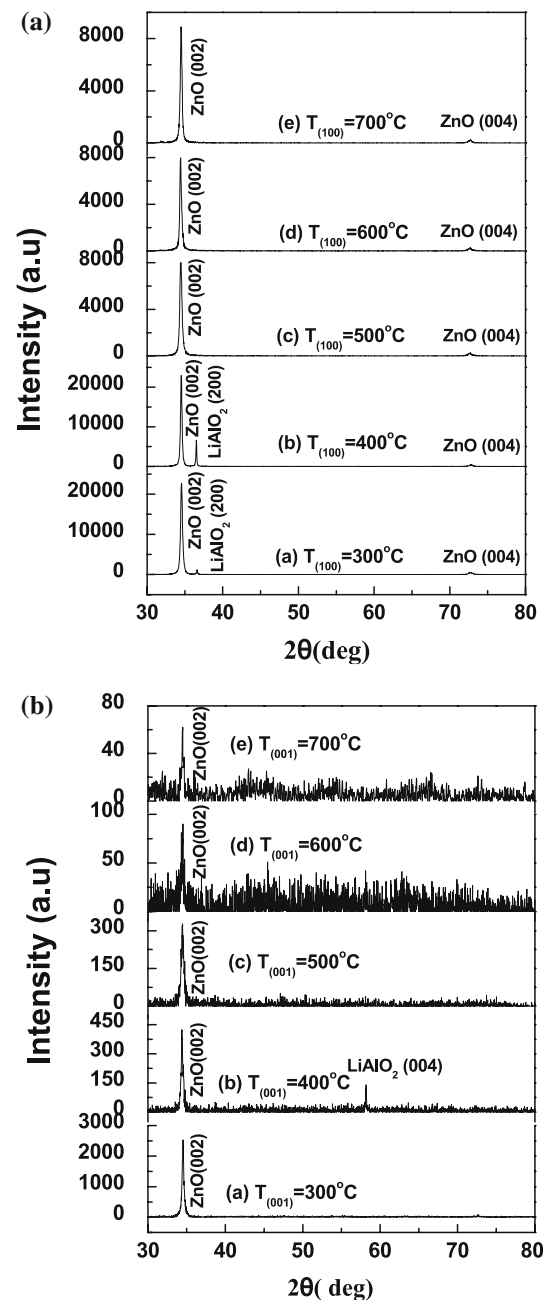 (a)
8000
4000
0
ZnO (002)
(e) T(100)=700°C
ZnO (004)
8000
4000
0
ZnO (002)
(d) T(100)=600°C
ZnO (004)
8000
4000
0
ZnO (002)
(c) T(100)=500°C
ZnO (004)
20000
10000
0
ZnO (002)
LiAlO2 (200)
(b) T(100)=400°C
ZnO (004)
20000
10000
0
ZnO (002)
LiAlO2 (200)
(a) T(100)=300°C
ZnO (004)
Intensity (a.u)
30 40 50 60 70 80
2θ(deg)
(b)
80
40
0
ZnO(002)
(e) T(001)=700°C
100
50
0
ZnO(002)
(d) T(001)=600°C
300
150
0
ZnO(002)
(c) T(001)=500°C
450
300
150
0
ZnO(002)
(b) T(001)=400°C
LiAlO2 (004)
3000
2000
1000
0
ZnO(002)
(a) T(001)=300°C
Intensity (a.u)
30 40 50 60 70 80
2θ( deg)